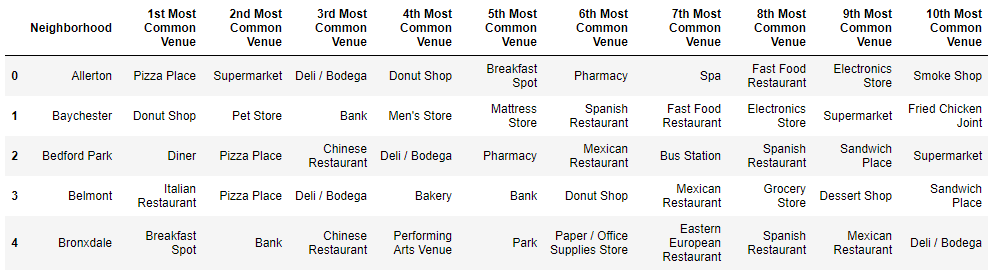 Neighborhood 1st Most Common Venue 2nd Most Common Venue 3rd Most Common Venue 4th Most Common Venue 5th Most Common Venue 6th Most Common Venue 7th Most Common Venue 8th Most Common Venue 9th Most Common Venue 10th Most Common Venue
0 Allerton Pizza Place Supermarket Deli / Bodega Donut Shop Breakfast Spot Pharmacy Spa Fast Food Restaurant Electronics Store Smoke Shop
1 Baychester Donut Shop Pet Store Bank Men's Store Mattress Store Spanish Restaurant Fast Food Restaurant Electronics Store Supermarket Fried Chicken Joint
2 Bedford Park Diner Pizza Place Chinese Restaurant Deli / Bodega Pharmacy Mexican Restaurant Bus Station Spanish Restaurant Sandwich Place Supermarket
3 Belmont Italian Restaurant Pizza Place Deli / Bodega Bakery Bank Donut Shop Mexican Restaurant Grocery Store Dessert Shop Sandwich Place
4 Bronxdale Breakfast Spot Bank Chinese Restaurant Performing Arts Venue Park Paper / Office Supplies Store Eastern European Restaurant Spanish Restaurant Mexican Restaurant Deli / Bodega